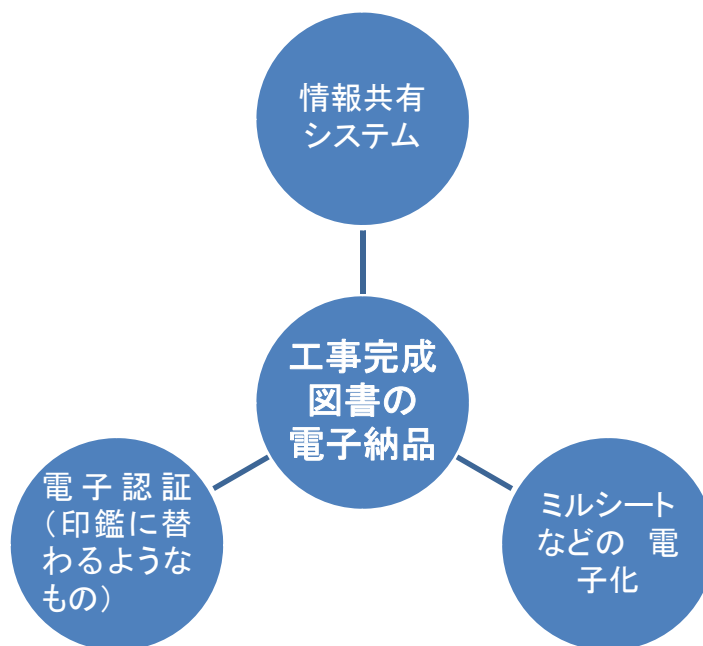 情報共有
システム
工事完成
図書の
電子納品
電子認証
（印鑑に替
わるような
もの）
ミルシート
などの　電
子化